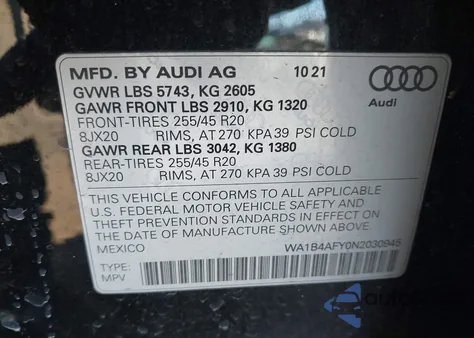 MFD. BY AUDI AG 10 21
GVWR LBS 5743, KG 2605
GAWR FRONT LBS 2910, KG 1320
FRONT-TIRES 255/45 R20
8JX20 RIMS, AT 270 KPA 39 PSI COLD
GAWR REAR LBS 3042, KG 1380
REAR-TIRES 255/45 R20
8JX20 RIMS, AT 270 KPA 39 PSI COLD
Audi
THIS VEHICLE CONFORMS TO ALL APPLICABLE
U.S. FEDERAL MOTOR VEHICLE SAFETY AND
THEFT PREVENTION STANDARDS IN EFFECT ON
THE DATE OF MANUFACTURE SHOWN ABOVE.
MEXICO WA1B4AFY0N2030945
TYPE:
MPV